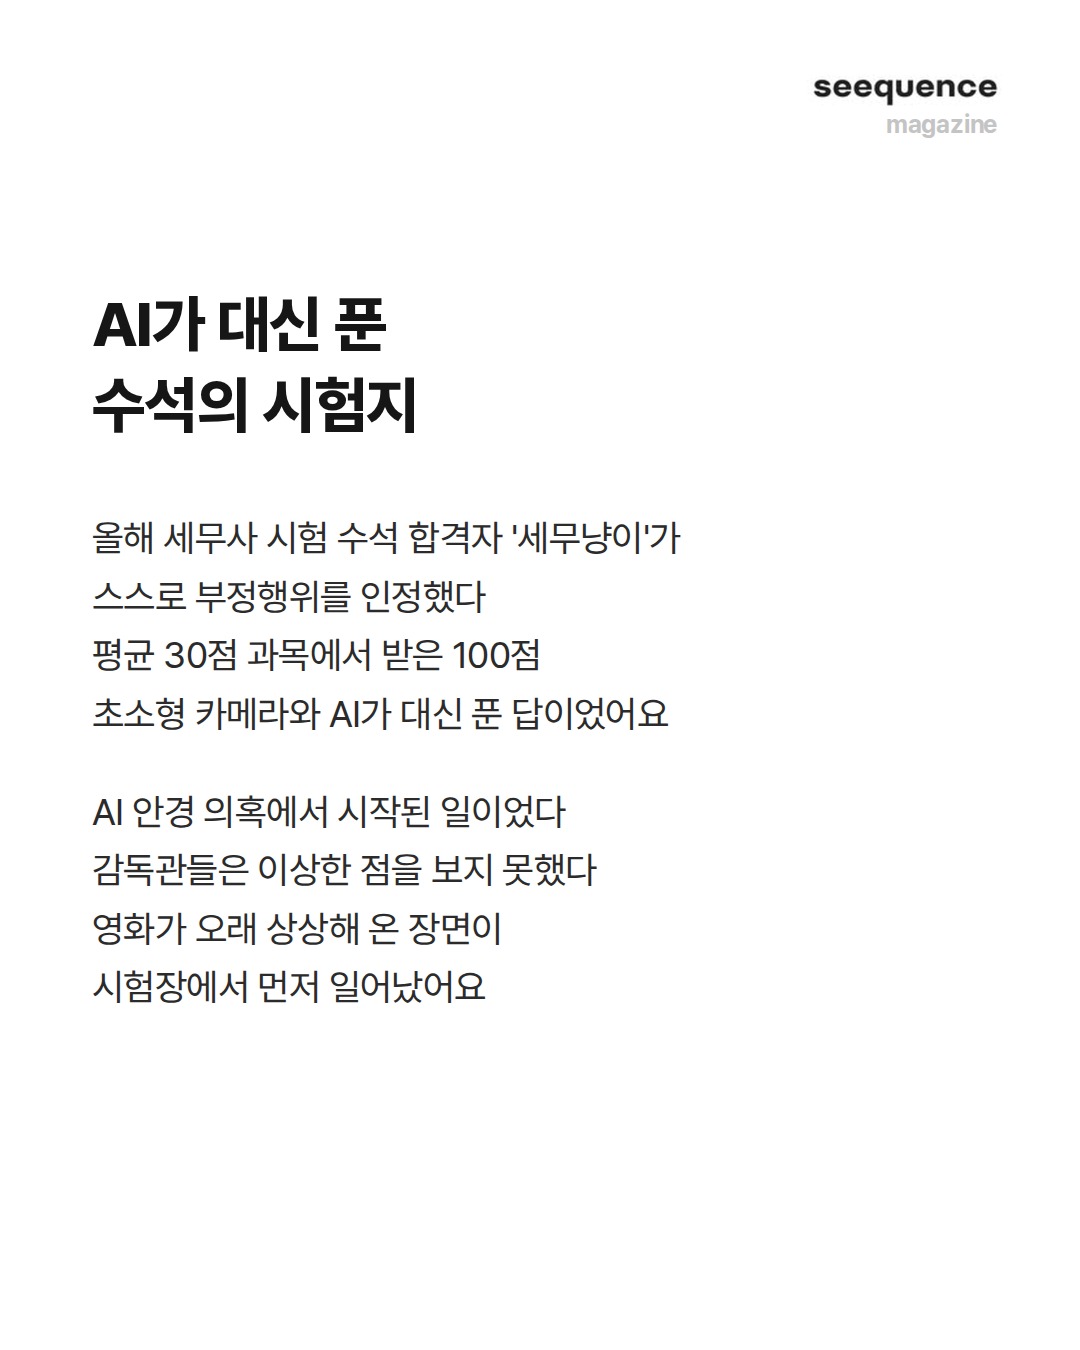 seequence
magazine
AI가 대신 푼
수석의 시험지
올해 세무사 시험 수석 합격자 '세무냥이'가
스스로 부정행위를 인정했다
평균 30점 과목에서 받은 100점
초소형 카메라와 AI가 대신 푼 답이었어요
AI 안경 의혹에서 시작된 일이었다
감독관들은 이상한 점을 보지 못했다
영화가 오래 상상해 온 장면이
시험장에서 먼저 일어났어요